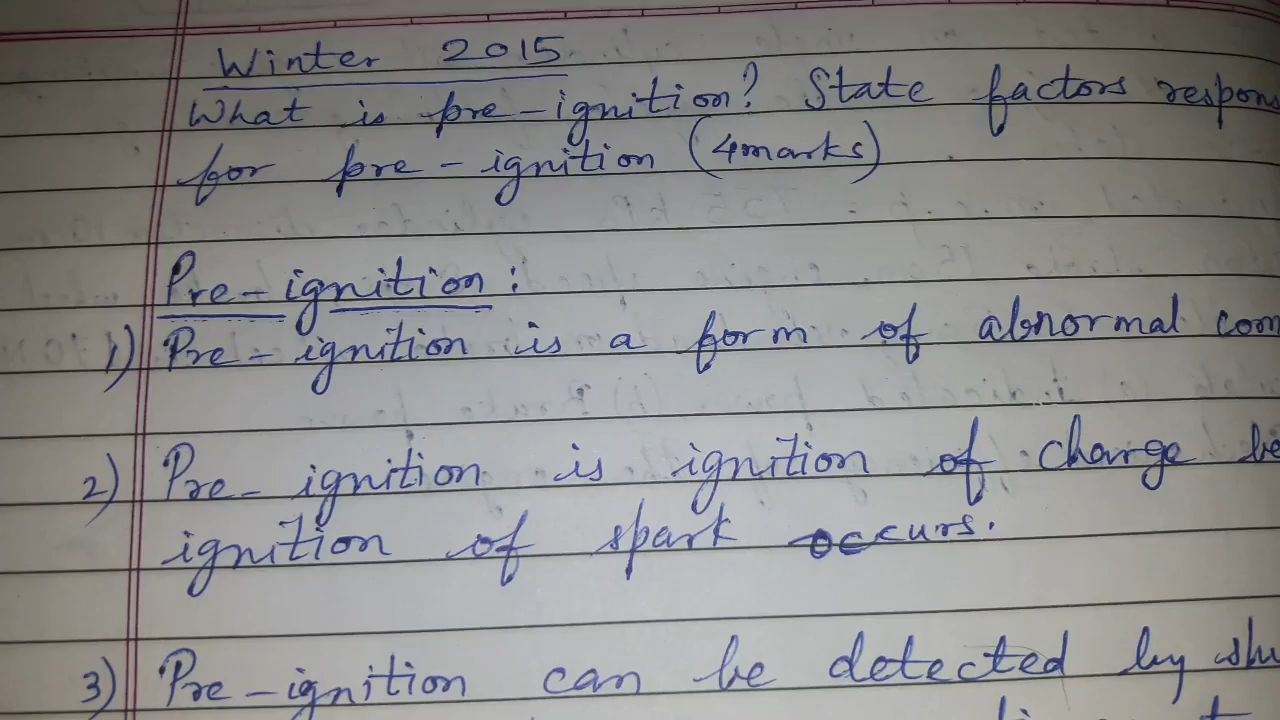 Winter 2015
What is pre-ignition? State factors respon
for pre-ignition (4marks)
Pre-ignition:
1) Pre-ignition is a form of abnormal com
2) Pre-ignition is ignition of charge be
ignition of spark occurs.
3) Pre-ignition can be detected by shu